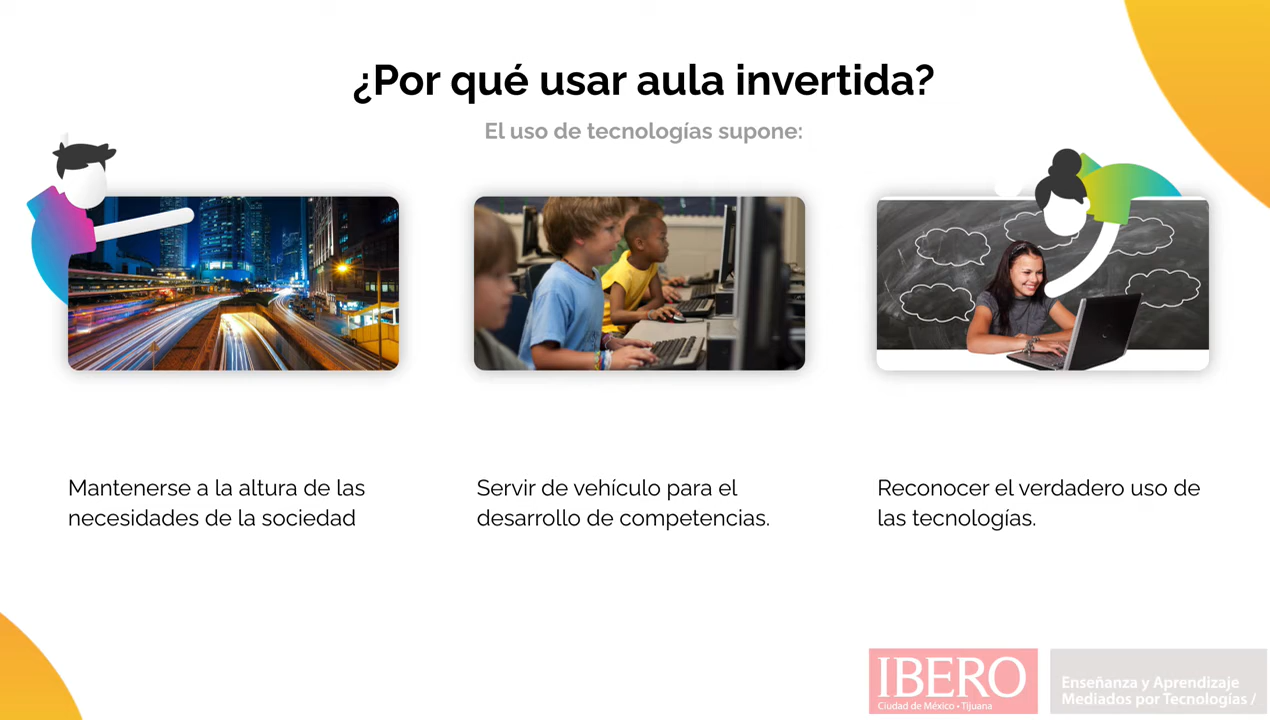 ¿Por qué usar aula invertida?
El uso de tecnologías supone:
Mantenerse a la altura de las
necesidades de la sociedad
Servir de vehículo para el
desarrollo de competencias.
Reconocer el verdadero uso de
las tecnologías.
IBERO
Ciudad de México • Tijuana
Enseñanza y Aprendizaje
Mediados por Tecnologías /